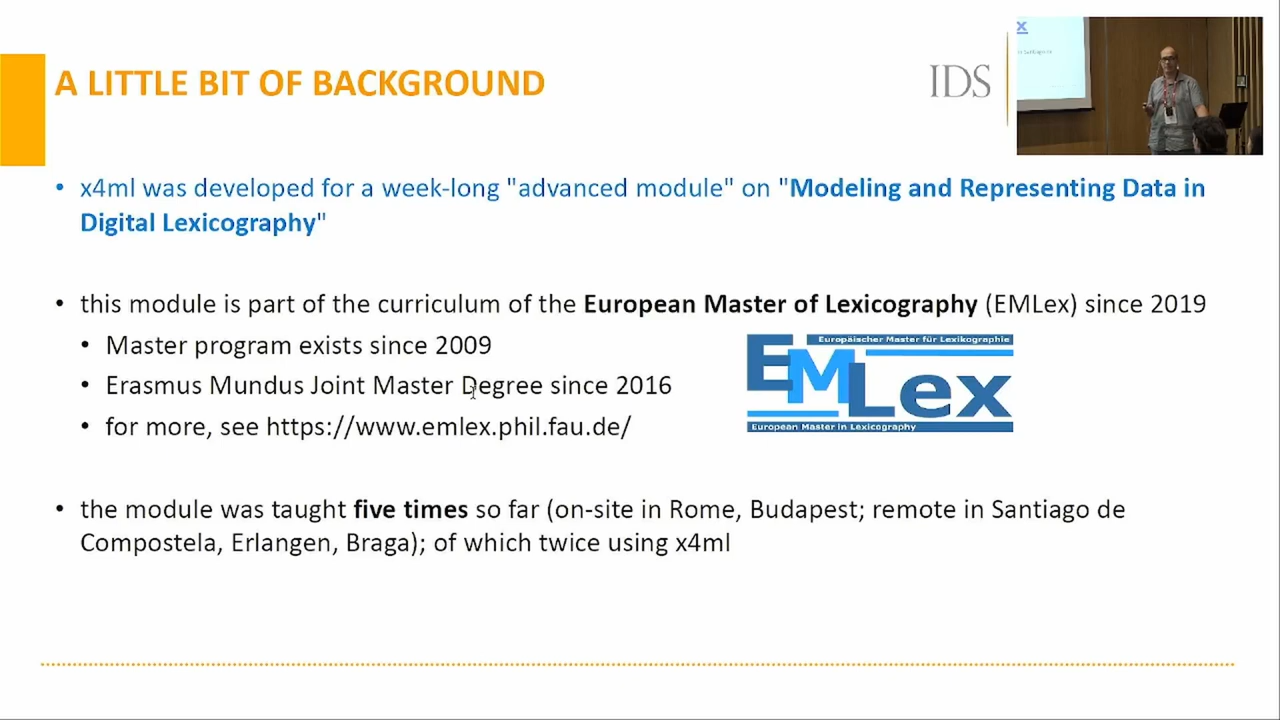 A LITTLE BIT OF BACKGROUND
IDS
x
• x4ml was developed for a week-long "advanced module" on "Modeling and Representing Data in
Digital Lexicography"
• this module is part of the curriculum of the European Master of Lexicography (EMLex) since 2019
• Master program exists since 2009
• Erasmus Mundus Joint Master Degree since 2016
• for more, see https://www.emlex.phil.fau.de/
Europäischer Master für Lexikographie
EMLex
European Master in Lexicography
• the module was taught five times so far (on-site in Rome, Budapest; remote in Santiago de
Compostela, Erlangen, Braga); of which twice using x4ml